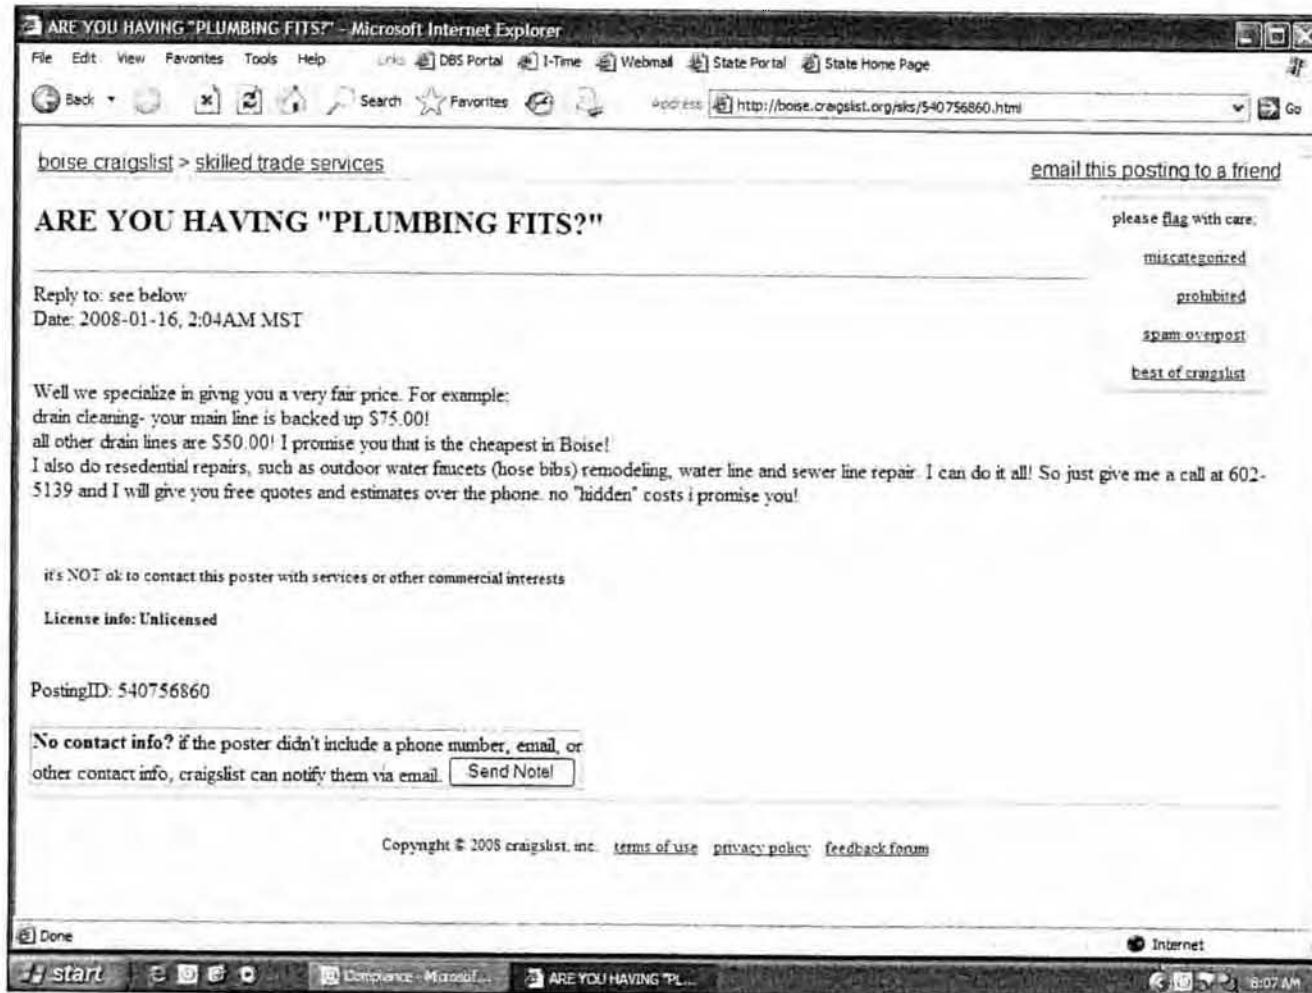 ARE YOU HAVING "PLUMBING FITS?" - Microsoft Internet Explorer
File Edit View Favorites Tools Help Links DBS Portal I-Time Webmail State Portal State Home Page
Back Search Favorites Address http://boise.craigslist.org/sks/540756860.html Go
boise craigslist > skilled trade services
email this posting to a friend
ARE YOU HAVING "PLUMBING FITS?"
please flag with care:
miscategorized
prohibited
spam/overpost
best of craigslist
Reply to: see below
Date: 2008-01-16, 2:04AM MST
Well we specialize in givng you a very fair price. For example:
drain cleaning- your main line is backed up $75.00!
all other drain lines are $50.00! I promise you that is the cheapest in Boise!
I also do resedential repairs, such as outdoor water faucets (hose bibs) remodeling, water line and sewer line repair. I can do it all! So just give me a call at 602-
5139 and I will give you free quotes and estimates over the phone. no "hidden" costs i promise you!
it's NOT ok to contact this poster with services or other commercial interests
License info: Unlicensed
PostingID: 540756860
No contact info? if the poster didn't include a phone number, email, or
other contact info, craigslist can notify them via email. Send Note!
Copyright © 2008 craigslist, inc. terms of use privacy policy feedback forum
Done
Internet
start Compliance - Microsof... ARE YOU HAVING "PL... 8:07 AM